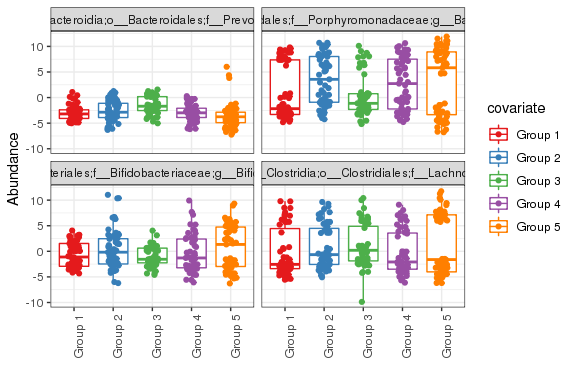 acteroidia;o__Bacteroidales;f__Prevo
dales;f__Porphyromonadaceae;g__Ba
Abundance
10
5
0
-5
-10
teriales;f__Bifidobacteriaceae;g__Bifid
_Clostridia;o__Clostridiales;f__Lachno
10
5
0
-5
-10
Group 1
Group 2
Group 3
Group 4
Group 5
Group 1
Group 2
Group 3
Group 4
Group 5
covariate
Group 1
Group 2
Group 3
Group 4
Group 5